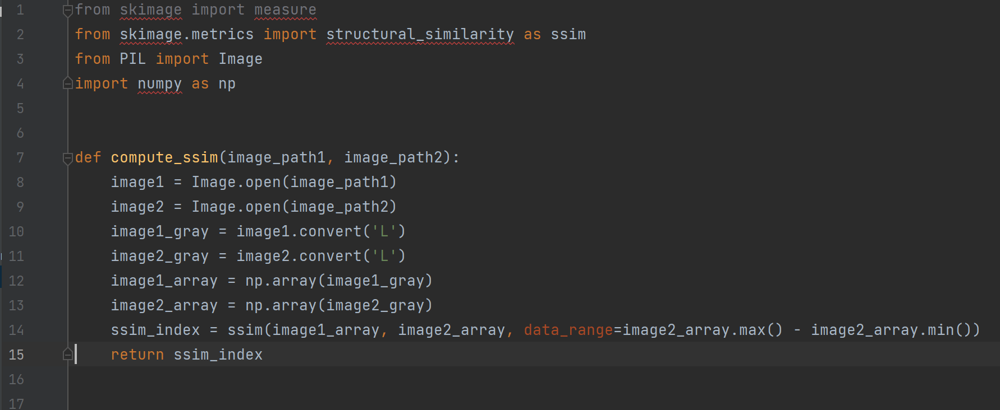 1 from skimage import measure
2 from skimage.metrics import structural_similarity as ssim
3 from PIL import Image
4 import numpy as np
5
6
7 def compute_ssim(image_path1, image_path2):
8     image1 = Image.open(image_path1)
9     image2 = Image.open(image_path2)
10     image1_gray = image1.convert('L')
11     image2_gray = image2.convert('L')
12     image1_array = np.array(image1_gray)
13     image2_array = np.array(image2_gray)
14     ssim_index = ssim(image1_array, image2_array, data_range=image2_array.max() - image2_array.min())
15     return ssim_index
16
17